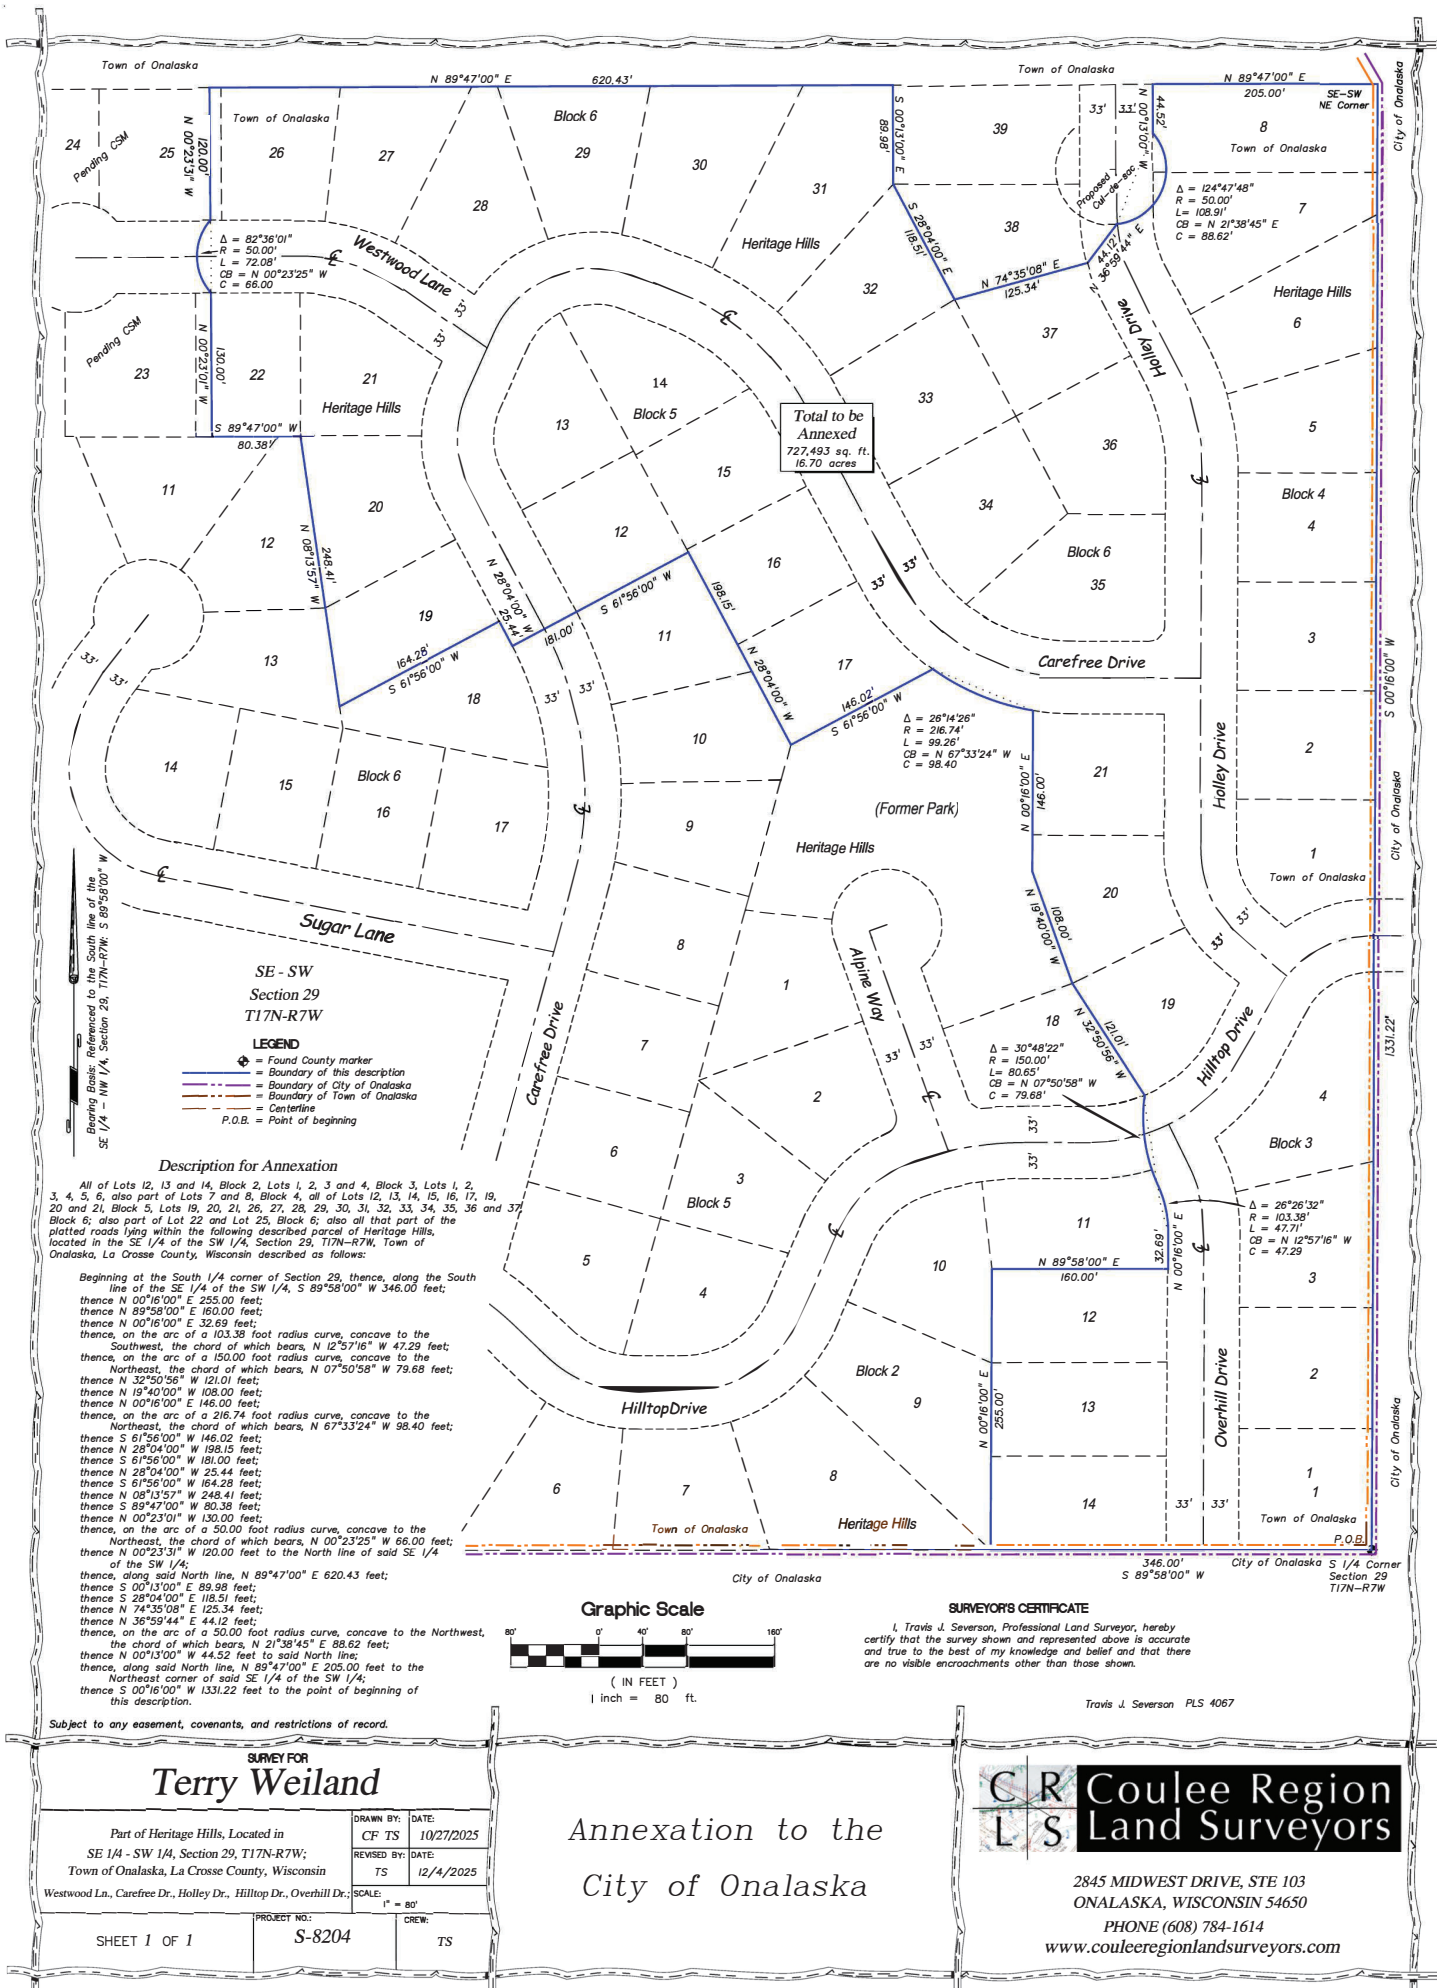 Town of Onalaska
N 89°47'00" E
620.43'
Town of Onalaska
N 89°47'00" E
205.00'
SE-SW
NE Corner
City of Onalaska
24
Pending CSM
25
N 00°23'31" W
120.00'
Town of Onalaska
26
27
28
Block 6
29
30
31
S 00°13'00" E
89.98'
39
33'
33'
N 00°13'00" W
44.52'
8
Town of Onalaska
Proposed
Cul-de-sac
Δ = 124°47'48"
R = 50.00'
L= 108.91'
CB = N 21°38'45" E
C = 88.62'
7
Δ = 82°36'01"
R = 50.00'
L = 72.08'
CB = N 00°23'25" W
C = 66.00
Westwood Lane
33'
33'
Heritage Hills
32
S 28°04'00" E
118.51'
38
N 74°35'08" E
125.34'
44.12'
N 36°59'44" E
Heritage Hills
6
Pending CSM
23
N 00°23'01" W
130.00'
22
21
Heritage Hills
S 89°47'00" W
80.38'
37
Holley Drive
14
Block 5
13
33
Total to be
Annexed
727,493 sq. ft.
16.70 acres
36
5
15
Block 4
4
11
12
20
N 08°13'57" W
248.41'
12
34
Block 6
35
N 28°04'00" W
25.44'
S 61°56'00" W
181.00'
198.15'
N 28°04'00" W
16
33'
33'
19
11
3
S 00°16'00" W
13
33'
33'
164.28'
S 61°56'00" W
18
33'
33'
17
Carefree Drive
146.02'
S 61°56'00" W
Δ = 26°14'26"
R = 216.74'
L = 99.26'
CB = N 67°33'24" W
C = 98.40
10
2
14
15
Block 6
16
17
N 00°16'00" E
146.00'
21
Holley Drive
City of Onalaska
9
(Former Park)
Heritage Hills
1
Town of Onalaska
Bearing Basis: Referenced to the South line of the
SE 1/4 - NW 1/4, Section 29, T17N-R7W: S 89°58'00" W
Sugar Lane
N 19°40'00" W
108.00'
20
33'
33'
8
1
Alpine Way
SE - SW
Section 29
T17N-R7W
Carefree Drive
19
18
N 32°50'56" W
121.01'
Hilltop Drive
1331.22'
LEGEND
= Found County marker
= Boundary of this description
= Boundary of City of Onalaska
= Boundary of Town of Onalaska
= Centerline
P.O.B. = Point of beginning
7
33'
33'
Δ = 30°48'22"
R = 150.00'
L= 80.65'
CB = N 07°50'58" W
C = 79.68'
2
4
6
33'
33'
Block 3
3
Block 5
Description for Annexation
All of Lots 12, 13 and 14, Block 2, Lots 1, 2, 3 and 4, Block 3, Lots 1, 2,
3, 4, 5, 6, also part of Lots 7 and 8, Block 4, all of Lots 12, 13, 14, 15, 16, 17, 19,
20 and 21, Block 5, Lots 19, 20, 21, 26, 27, 28, 29, 30, 31, 32, 33, 34, 35, 36 and 37,
Block 6; also part of Lot 22 and Lot 25, Block 6; also all that part of the
platted roads lying within the following described parcel of Heritage Hills,
located in the SE 1/4 of the SW 1/4, Section 29, T17N-R7W, Town of
Onalaska, La Crosse County, Wisconsin described as follows:
11
32.69'
N 00°16'00" E
Δ = 26°26'32"
R = 103.38'
L = 47.71'
CB = N 12°57'16" W
C = 47.29
5
4
10
N 89°58'00" E
160.00'
3
Beginning at the South 1/4 corner of Section 29, thence, along the South
line of the SE 1/4 of the SW 1/4, S 89°58'00" W 346.00 feet;
thence N 00°16'00" E 255.00 feet;
thence N 89°58'00" E 160.00 feet;
thence N 00°16'00" E 32.69 feet;
thence, on the arc of a 103.38 foot radius curve, concave to the
Southwest, the chord of which bears, N 12°57'16" W 47.29 feet;
thence, on the arc of a 150.00 foot radius curve, concave to the
Northeast, the chord of which bears, N 07°50'58" W 79.68 feet;
thence N 32°50'56" W 121.01 feet;
thence N 19°40'00" W 108.00 feet;
thence N 00°16'00" E 146.00 feet;
thence, on the arc of a 216.74 foot radius curve, concave to the
Northeast, the chord of which bears, N 67°33'24" W 98.40 feet;
thence S 61°56'00" W 146.02 feet;
thence N 28°04'00" W 198.15 feet;
thence S 61°56'00" W 181.00 feet;
thence N 28°04'00" W 25.44 feet;
thence S 61°56'00" W 164.28 feet;
thence N 08°13'57" W 248.41 feet;
thence S 89°47'00" W 80.38 feet;
thence N 00°23'01" W 130.00 feet;
thence, on the arc of a 50.00 foot radius curve, concave to the
Northeast, the chord of which bears, N 00°23'25" W 66.00 feet;
thence N 00°23'31" W 120.00 feet to the North line of said SE 1/4
of the SW 1/4;
thence, along said North line, N 89°47'00" E 620.43 feet;
thence S 00°13'00" E 89.98 feet;
thence S 28°04'00" E 118.51 feet;
thence N 74°35'08" E 125.34 feet;
thence N 36°59'44" E 44.12 feet;
thence, on the arc of a 50.00 foot radius curve, concave to the Northwest,
the chord of which bears, N 21°38'45" E 88.62 feet;
thence N 00°13'00" W 44.52 feet to said North line;
thence, along said North line, N 89°47'00" E 205.00 feet to the
Northeast corner of said SE 1/4 of the SW 1/4;
thence S 00°16'00" W 1331.22 feet to the point of beginning of
this description.
Subject to any easement, covenants, and restrictions of record.
12
Block 2
9
HilltopDrive
N 00°16'00" E
255.00'
13
Overhill Drive
2
City of Onalaska
6
7
8
14
33'
33'
1
1
Town of Onalaska
Heritage Hills
Town of Onalaska
P.O.B.
City of Onalaska
346.00'
S 89°58'00" W
City of Onalaska
S 1/4 Corner
Section 29
T17N-R7W
Graphic Scale
80'
0'
40'
80'
160'
( IN FEET )
1 inch = 80 ft.
SURVEYOR'S CERTIFICATE
I, Travis J. Severson, Professional Land Surveyor, hereby
certify that the survey shown and represented above is accurate
and true to the best of my knowledge and belief and that there
are no visible encroachments other than those shown.
Travis J. Severson PLS 4067
SURVEY FOR
Terry Weiland
Part of Heritage Hills, Located in
SE 1/4 - SW 1/4, Section 29, T17N-R7W;
Town of Onalaska, La Crosse County, Wisconsin
Westwood Ln., Carefree Dr., Holley Dr., Hilltop Dr., Overhill Dr.;
DRAWN BY:
CF TS
DATE:
10/27/2025
REVISED BY:
TS
DATE:
12/4/2025
SCALE:
1" = 80'
SHEET 1 OF 1
PROJECT NO.:
S-8204
CREW:
TS
Annexation to the
City of Onalaska
C R
L S
Coulee Region
Land Surveyors
2845 MIDWEST DRIVE, STE 103
ONALASKA, WISCONSIN 54650
PHONE (608) 784-1614
www.couleeregionlandsurveyors.com